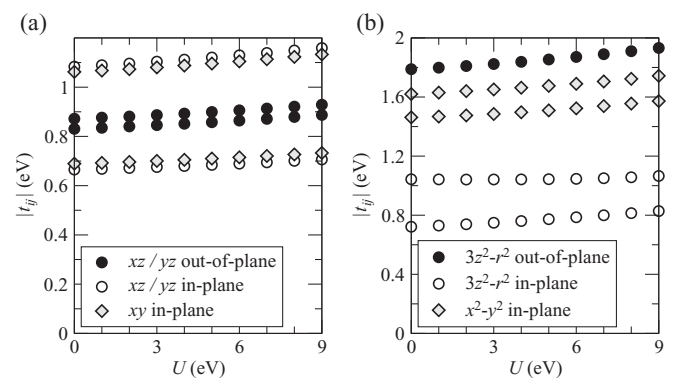 (a)
1
0.8
0.6
0.4
0.2
0
|t_ij| (eV)
xz / yz out-of-plane
xz / yz in-plane
xy in-plane
0 3 6 9
U (eV)
(b)
2
1.6
1.2
0.8
0.4
0
|t_ij| (eV)
3z²-r² out-of-plane
3z²-r² in-plane
x²-y² in-plane
0 3 6 9
U (eV)